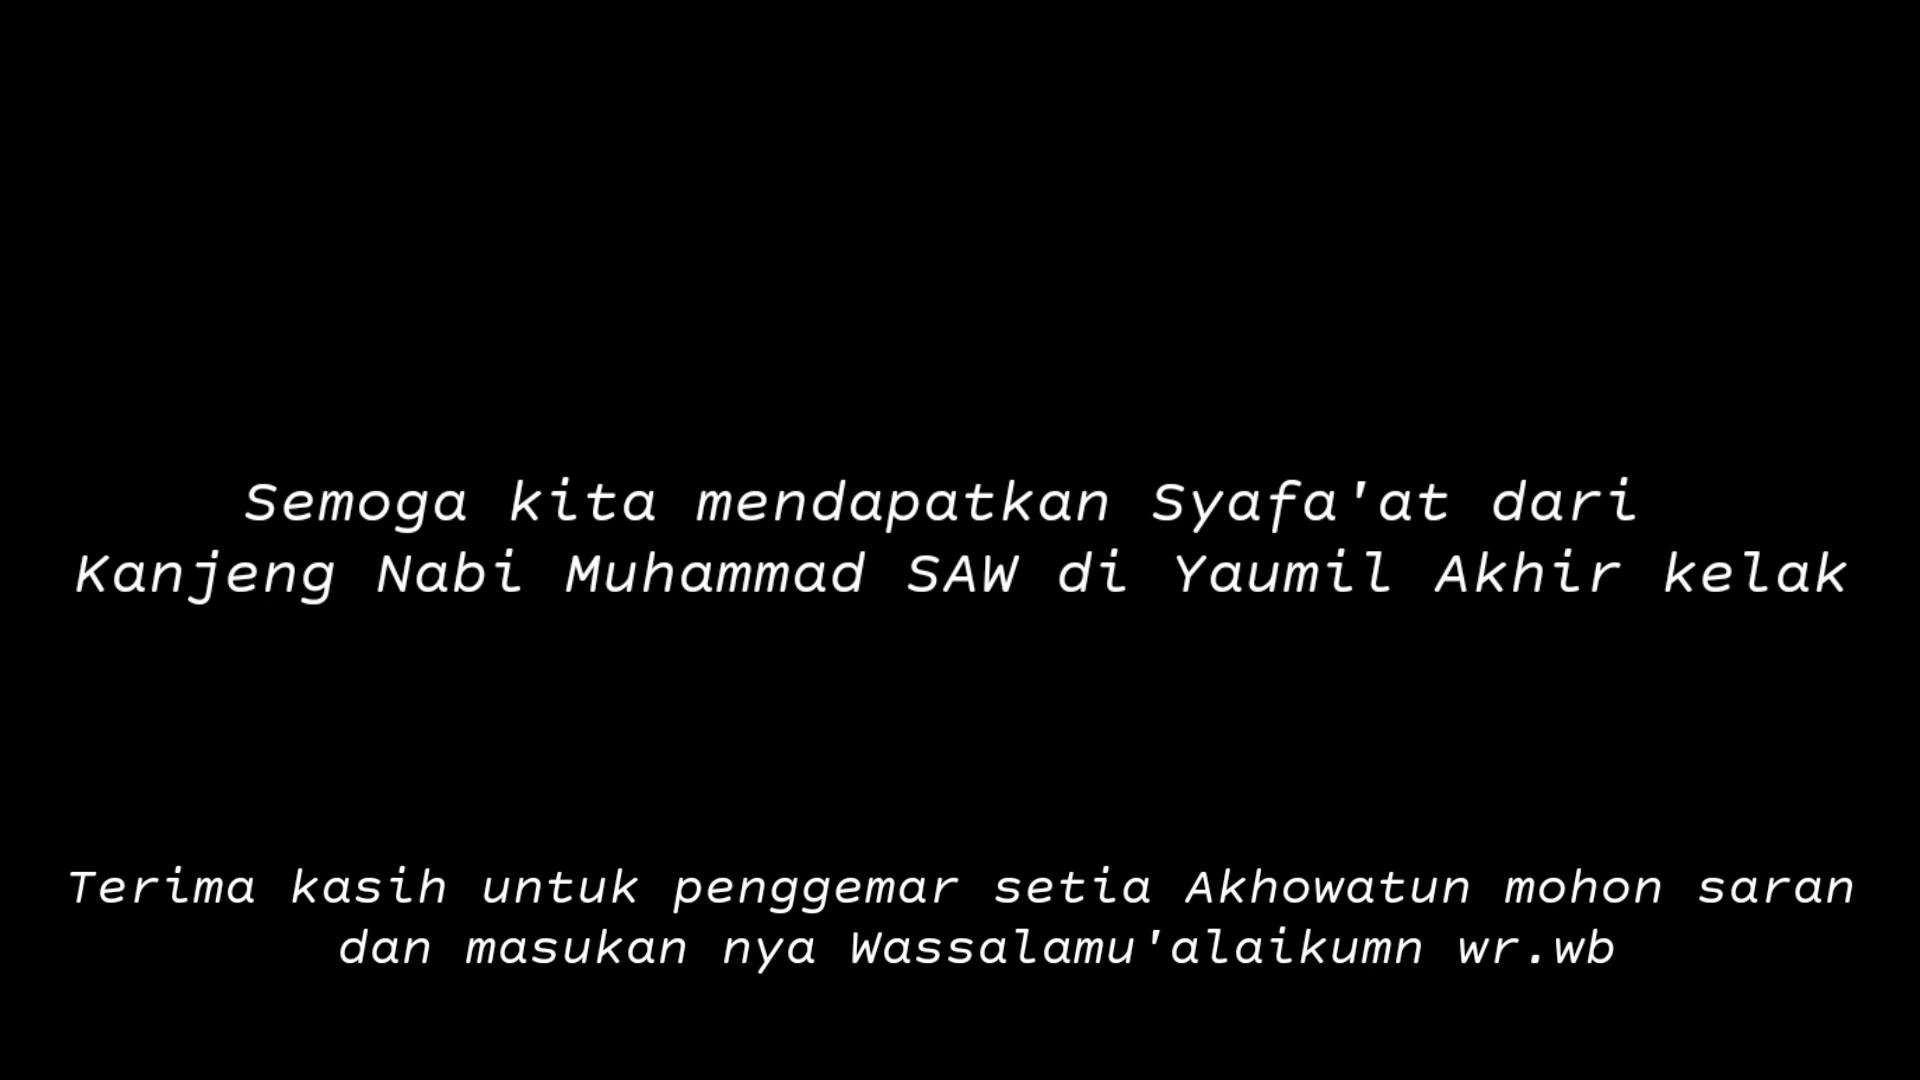 Semoga kita mendapatkan Syafa'at dari
Kanjeng Nabi Muhammad SAW di Yaumil Akhir kelak
Terima kasih untuk penggemar setia Akhowatun mohon saran
dan masukan nya Wassalamu'alaikumn wr.wb